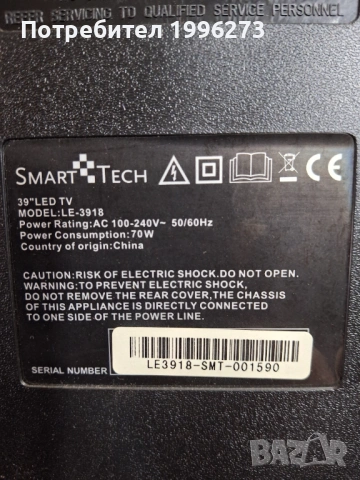 REFER SERVICING TO QUALIFIED SERVICE PERSONNEL
Потребител 1996273
SMART TECH
39"LED TV
MODEL:LE-3918
Power Rating:AC 100-240V~ 50/60Hz
Power Consumption:70W
Country of origin:China
CAUTION:RISK OF ELECTRIC SHOCK.DO NOT OPEN.
WARNING:TO PREVENT ELECTRIC SHOCK,
DO NOT REMOVE THE REAR COVER,THE CHASSIS
OF THIS APPLIANCE IS DIRECTLY CONNECTED
TO ONE SIDE OF THE POWER LINE.
SERIAL NUMBER
LE3918-SMT-001590
BAZAR